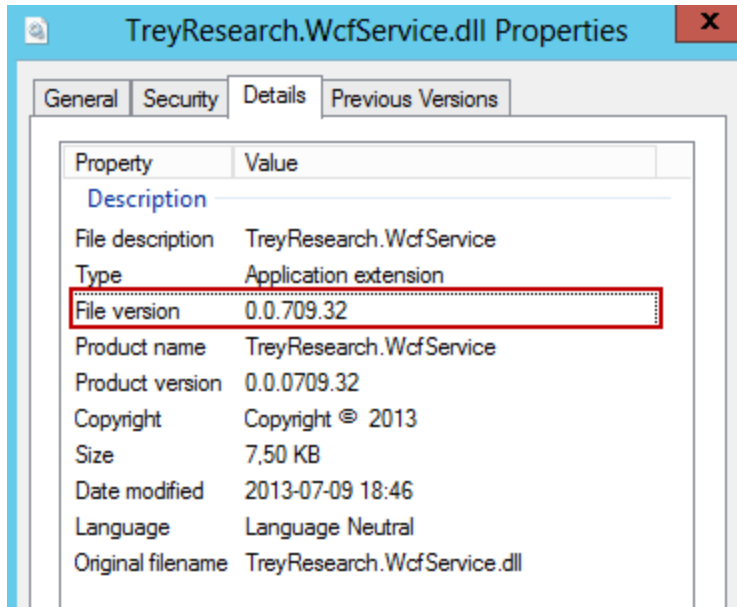 TreyResearch.WcfService.dll Properties
x
General Security Details Previous Versions
Property Value
Description
File description TreyResearch.WcfService
Type Application extension
File version 0.0.709.32
Product name TreyResearch.WcfService
Product version 0.0.0709.32
Copyright Copyright © 2013
Size 7,50 KB
Date modified 2013-07-09 18:46
Language Language Neutral
Original filename TreyResearch.WcfService.dll